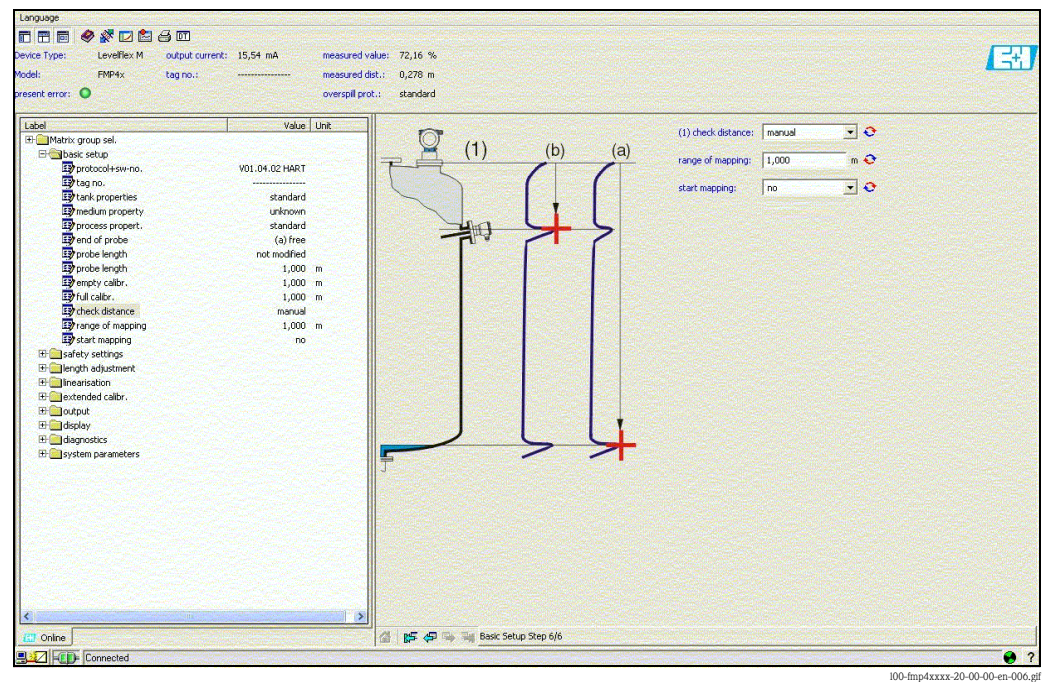 Language
Device Type: Levelflex M output current: 15,54 mA measured value: 72,16 %
Model: FMP4x tag no.: ---------------- measured dist.: 0,278 m
present error: overspill prot.: standard
E+H
Label Value Unit
Matrix group sel.
basic setup
protocol+sw-no. V01.04.02 HART
tag no. ----------------
tank properties standard
medium property unknown
process propert. standard
end of probe (a) free
probe length not modified
probe length 1,000 m
empty calibr. 1,000 m
full calibr. 1,000 m
check distance manual
range of mapping 1,000 m
start mapping no
safety settings
length adjustment
linearisation
extended calibr.
output
display
diagnostics
system parameters
(1) (b) (a)
(1) check distance: manual
range of mapping: 1,000 m
start mapping: no
Online
Basic Setup Step 6/6
Connected
?
l00-fmp4xxxx-20-00-00-en-006.gif